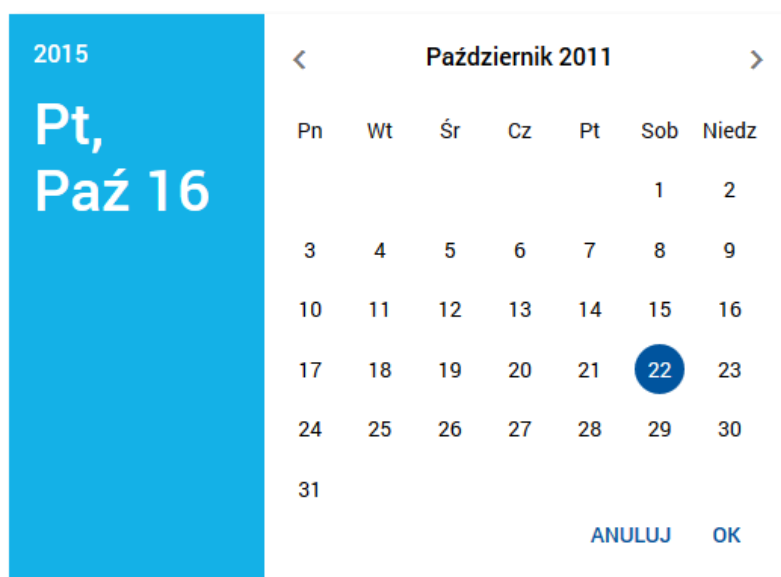 2015
Pt,
Paź 16
Październik 2011
Pn Wt Śr Cz Pt Sob Niedz
1 2
3 4 5 6 7 8 9
10 11 12 13 14 15 16
17 18 19 20 21 22 23
24 25 26 27 28 29 30
31
ANULUJ OK